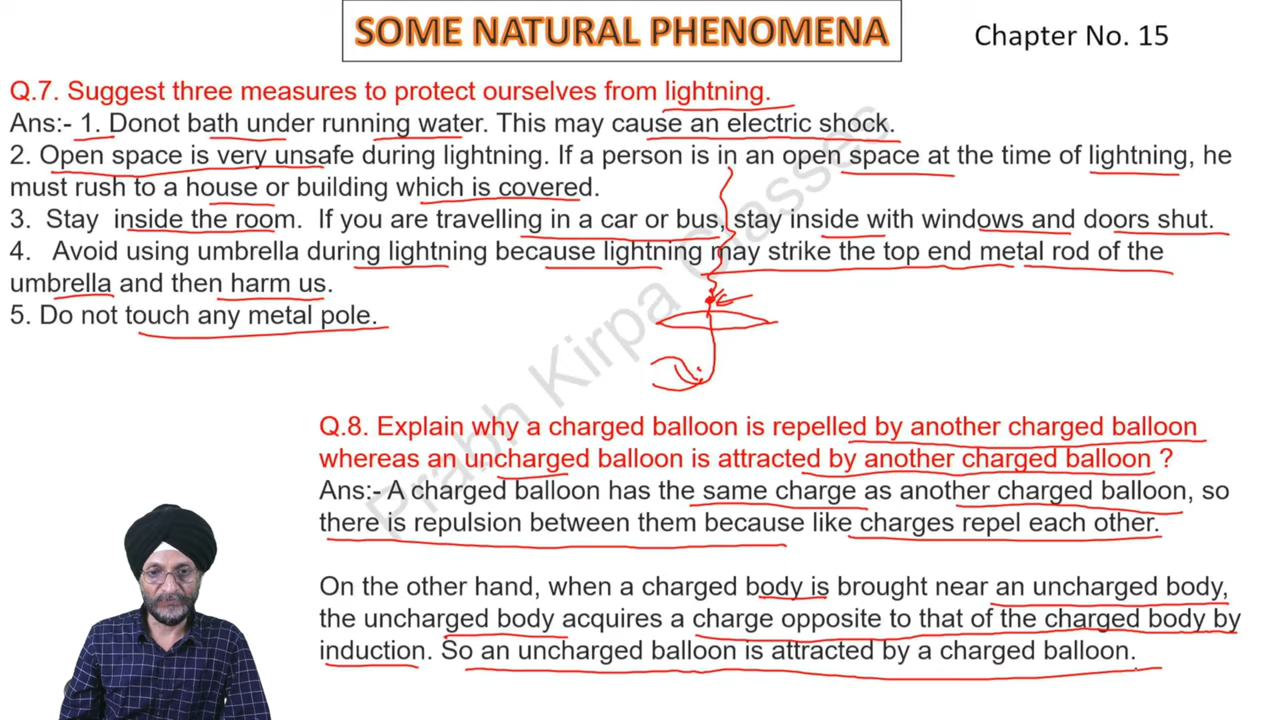 SOME NATURAL PHENOMENA
Chapter No. 15
Q.7. Suggest three measures to protect ourselves from lightning.
Ans:- 1. Donot bath under running water. This may cause an electric shock.
2. Open space is very unsafe during lightning. If a person is in an open space at the time of lightning, he
must rush to a house or building which is covered.
3. Stay inside the room. If you are travelling in a car or bus, stay inside with windows and doors shut.
4. Avoid using umbrella during lightning because lightning may strike the top end metal rod of the
umbrella and then harm us.
5. Do not touch any metal pole.
Prabh Kirpa Classes
Q.8. Explain why a charged balloon is repelled by another charged balloon
whereas an uncharged balloon is attracted by another charged balloon ?
Ans:- A charged balloon has the same charge as another charged balloon, so
there is repulsion between them because like charges repel each other.
On the other hand, when a charged body is brought near an uncharged body,
the uncharged body acquires a charge opposite to that of the charged body by
induction. So an uncharged balloon is attracted by a charged balloon.